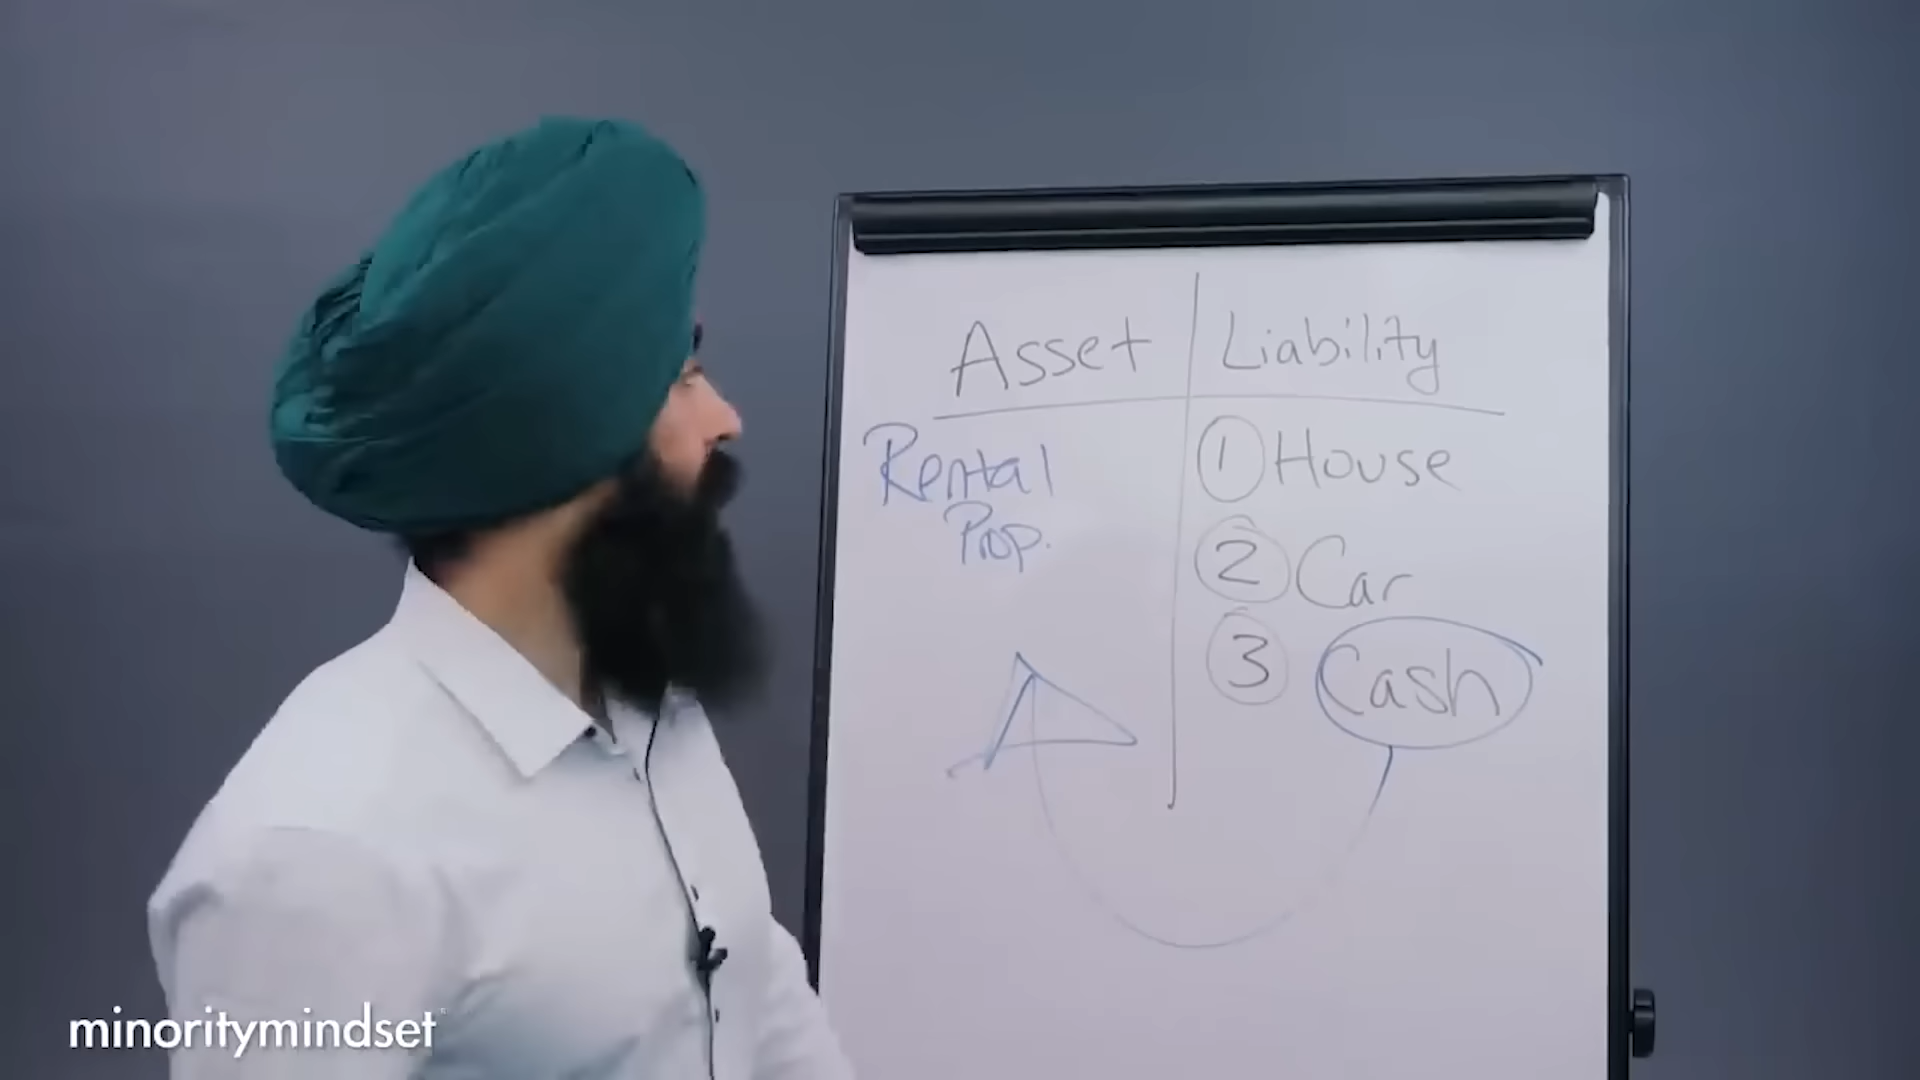 Asset Liability
Rental
Prop.
1 House
2 Car
3 Cash
minoritymindset